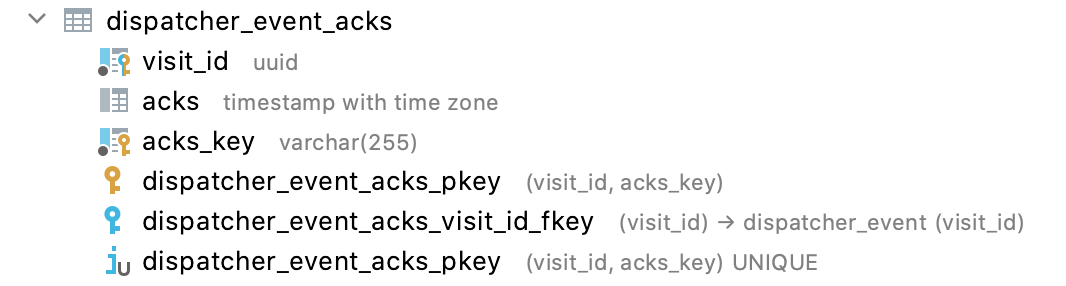 dispatcher_event_acks
visit_id uuid
acks timestamp with time zone
acks_key varchar(255)
dispatcher_event_acks_pkey (visit_id, acks_key)
dispatcher_event_acks_visit_id_fkey (visit_id) → dispatcher_event (visit_id)
dispatcher_event_acks_pkey (visit_id, acks_key) UNIQUE